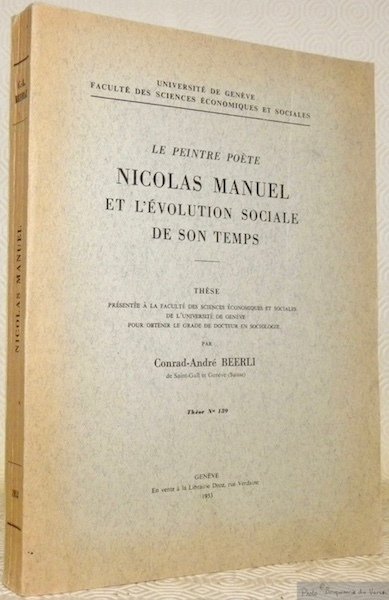 UNIVERSITÉ DE GENÈVE
FACULTÉ DES SCIENCES ÉCONOMIQUES ET SOCIALES
LE PEINTRE POÈTE
NICOLAS MANUEL
ET L'ÉVOLUTION SOCIALE
DE SON TEMPS
THÈSE
PRÉSENTÉE À LA FACULTÉ DES SCIENCES ÉCONOMIQUES ET SOCIALES
DE L'UNIVERSITÉ DE GENÈVE
POUR OBTENIR LE GRADE DE DOCTEUR EN SOCIOLOGIE
PAR
Conrad-André BEERLI
de Saint-Gall et Genève (Suisse)
Thèse N° 139
GENÈVE
En vente à la Librairie Droz, rue Verdaine
1953
C.-A.
BEERLI
NICOLAS MANUEL
1953